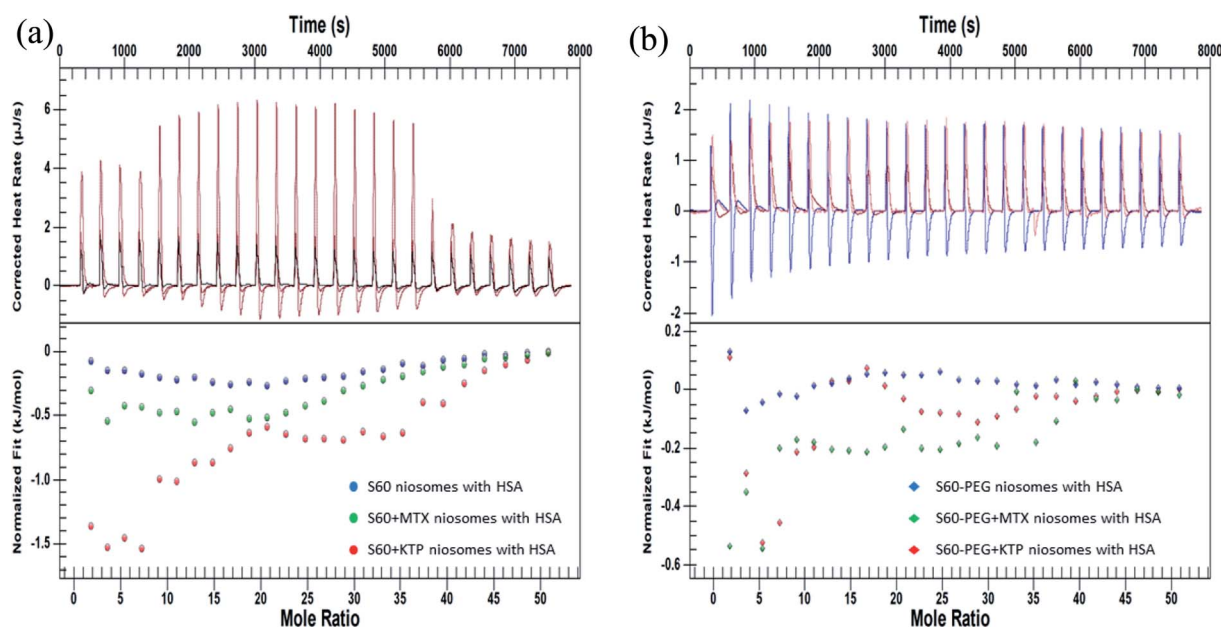 (a)
Time (s)
0 1000 2000 3000 4000 5000 6000 7000 8000
Corrected Heat Rate (µJ/s)
6
4
2
0
Normalized Fit (kJ/mol)
0
-0.5
-1.0
-1.5
S60 niosomes with HSA
S60+MTX niosomes with HSA
S60+KTP niosomes with HSA
0 5 10 15 20 25 30 35 40 45 50
Mole Ratio
(b)
Time (s)
0 1000 2000 3000 4000 5000 6000 7000 8000
Corrected Heat Rate (µJ/s)
2
1
0
-1
-2
Normalized Fit (kJ/mol)
0.2
0
-0.2
-0.4
-0.6
S60-PEG niosomes with HSA
S60-PEG+MTX niosomes with HSA
S60-PEG+KTP niosomes with HSA
0 5 10 15 20 25 30 35 40 45 50
Mole Ratio